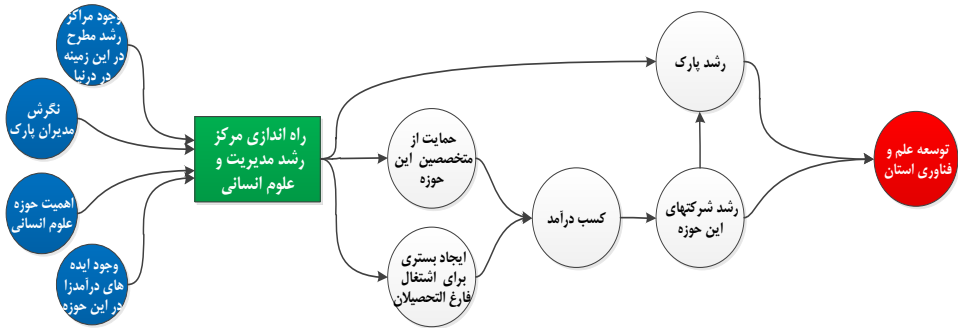 وجود مراکز
رشد مطرح
در این زمینه
در درنیا
نگرش
مدیران پارک
اهمیت حوزه
علوم انسانی
وجود ایده
های درآمدزا
در این حوزه
راه اندازی مرکز
رشد مدیریت و
علوم انسانی
حمایت از
متخصصین این
حوزه
ایجاد بستری
برای اشتغال
فارغ التحصیلان
کسب درآمد
رشد پارک
رشد شرکتهای
این حوزه
توسعه علم و
فناوری استان